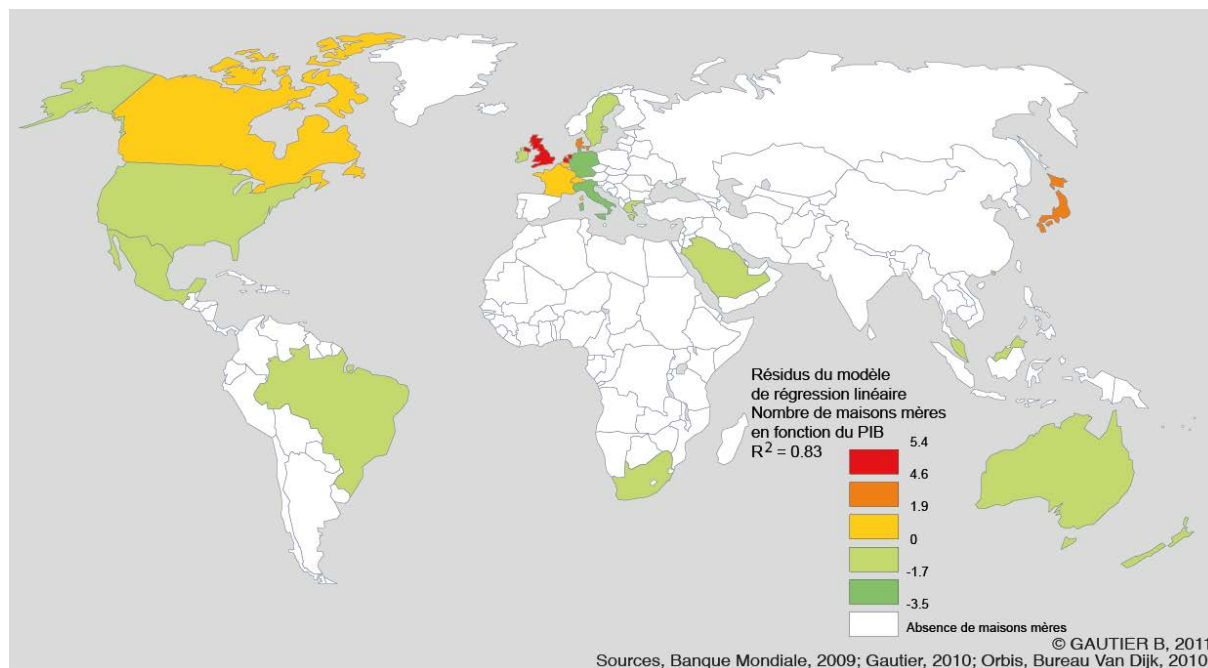 Résidus du modèle
de régression linéaire
Nombre de maisons mères
en fonction du PIB
R² = 0.83
5.4
4.6
1.9
0
-1.7
-3.5
Absence de maisons mères
© GAUTIER B, 2011
Sources, Banque Mondiale, 2009; Gautier, 2010; Orbis, Bureau Van Dijk, 2010